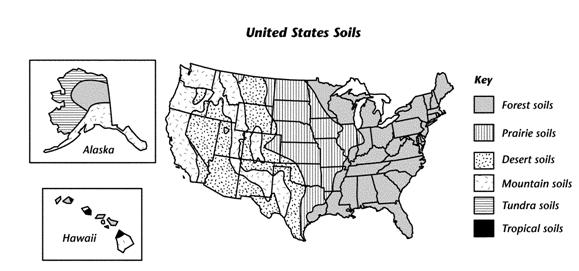 United States Soils
Key
Forest soils
Prairie soils
Desert soils
Mountain soils
Tundra soils
Tropical soils
Alaska
Hawaii